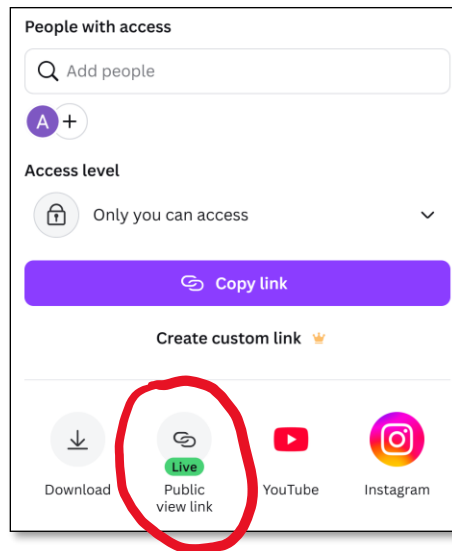 People with access
Add people
A +
Access level
Only you can access
Copy link
Create custom link
Live
Download
Public
view link
YouTube
Instagram